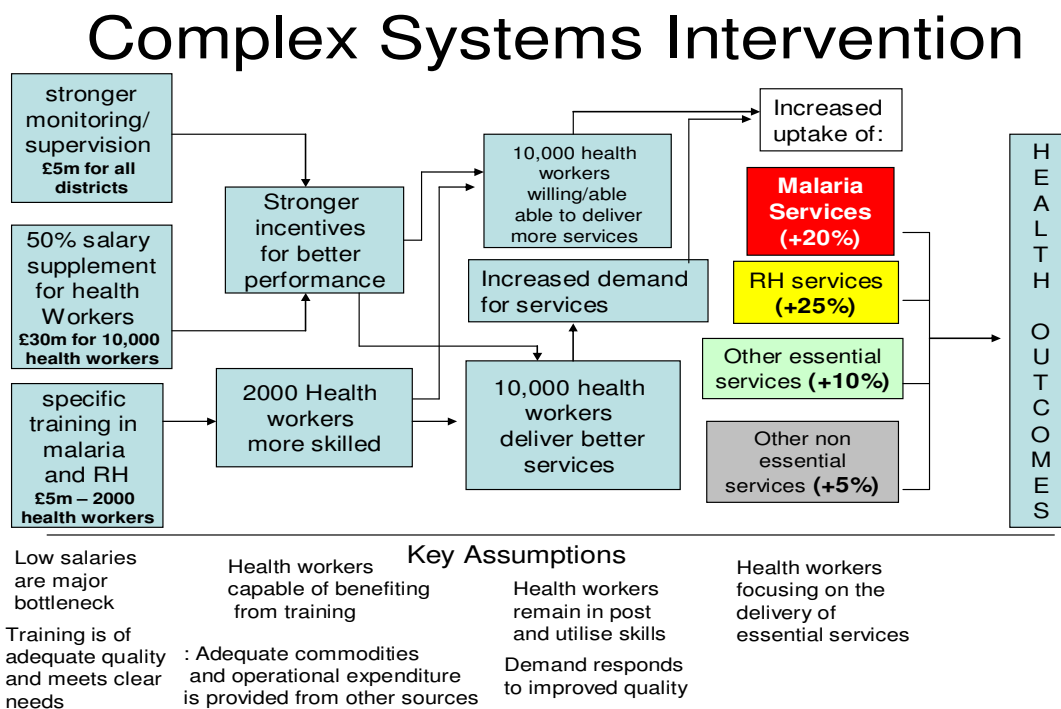 Complex Systems Intervention
stronger
monitoring/
supervision
£5m for all
districts
50% salary
supplement
for health
Workers
£30m for 10,000
health workers
specific
training in
malaria
and RH
£5m – 2000
health workers
Stronger
incentives
for better
performance
2000 Health
workers
more skilled
10,000 health
workers
willing/able
able to deliver
more services
Increased demand
for services
10,000 health
workers
deliver better
services
Increased
uptake of:
Malaria
Services
(+20%)
RH services
(+25%)
Other essential
services (+10%)
Other non
essential
services (+5%)
H
E
A
L
T
H
O
U
T
C
O
M
E
S
Key Assumptions
Low salaries
are major
bottleneck
Training is of
adequate quality
and meets clear
needs
Health workers
capable of benefiting
from training
: Adequate commodities
and operational expenditure
is provided from other sources
Health workers
remain in post
and utilise skills
Demand responds
to improved quality
Health workers
focusing on the
delivery of
essential services